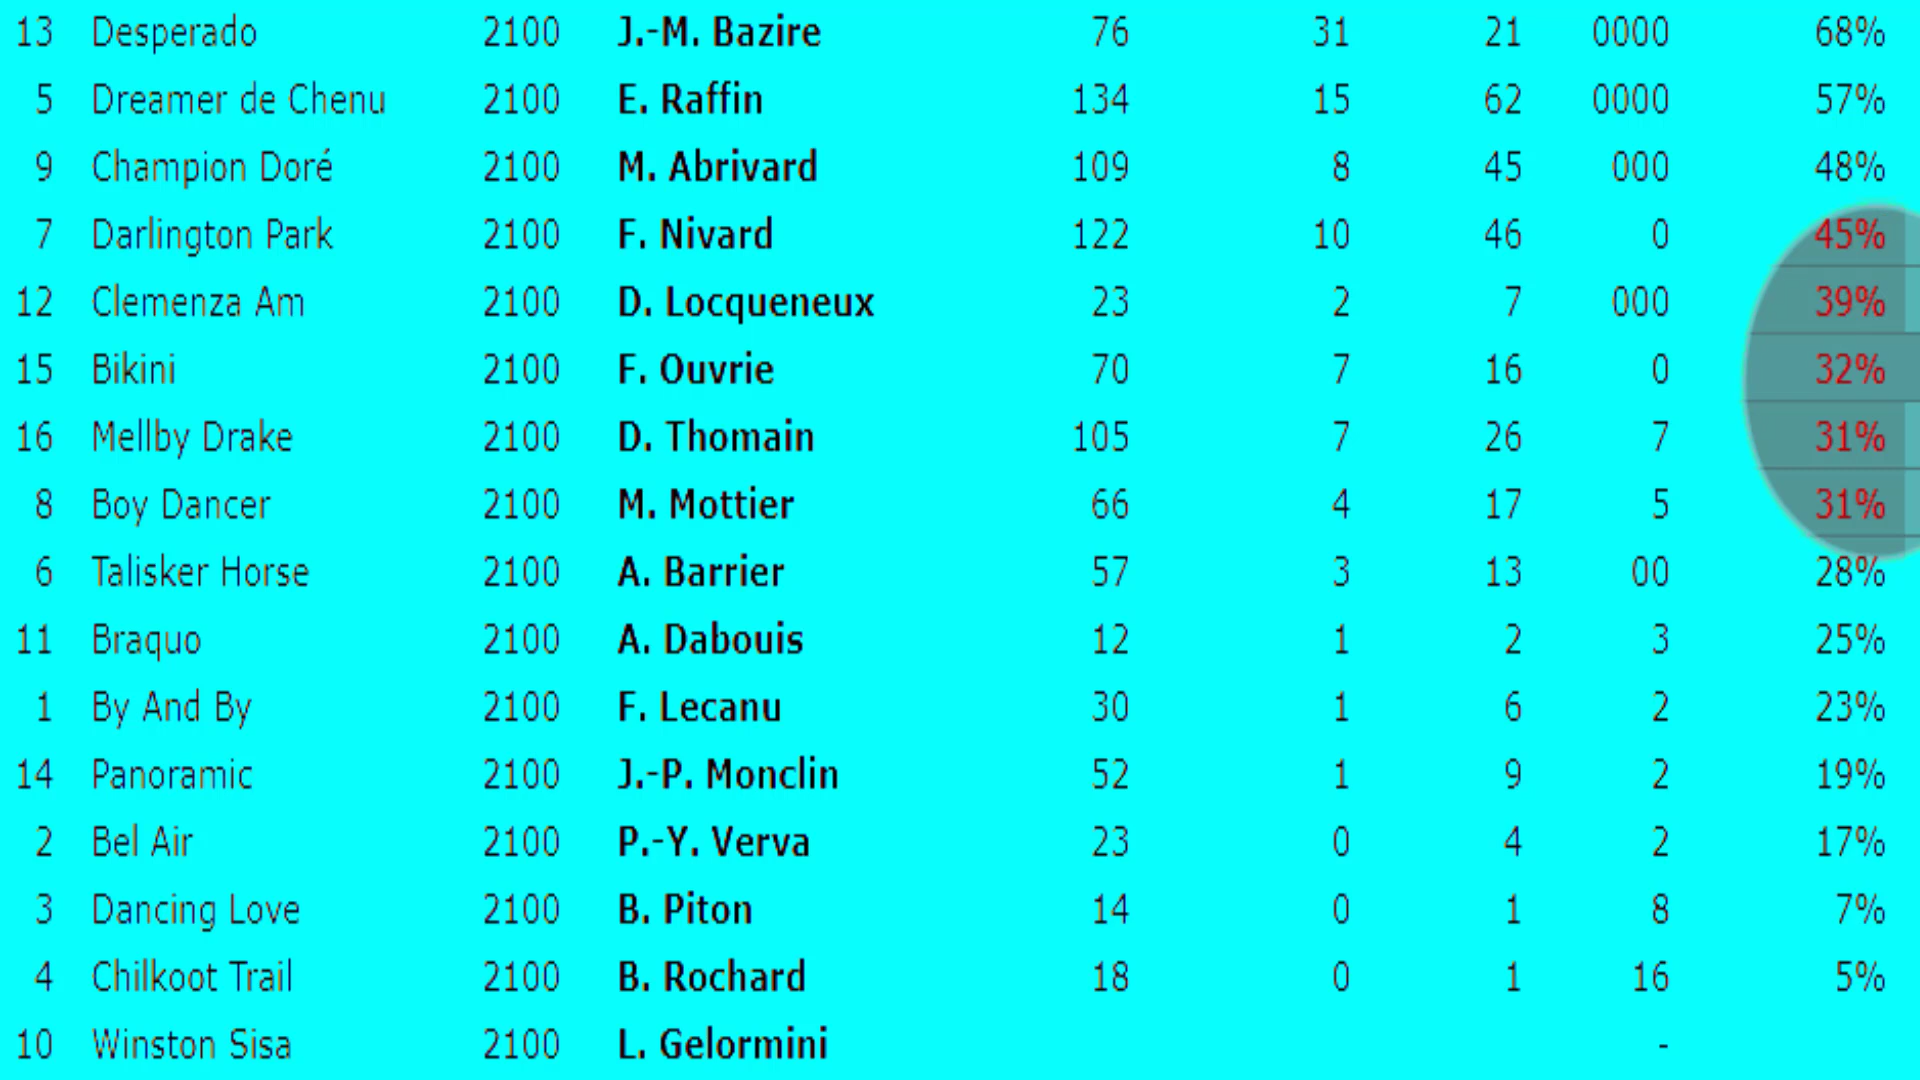 13 Desperado 2100 J.-M. Bazire 76 31 21 0000 68%
5 Dreamer de Chenu 2100 E. Raffin 134 15 62 0000 57%
9 Champion Doré 2100 M. Abrivard 109 8 45 000 48%
7 Darlington Park 2100 F. Nivard 122 10 46 0 45%
12 Clemenza Am 2100 D. Locqueneux 23 2 7 000 39%
15 Bikini 2100 F. Ouvrie 70 7 16 0 32%
16 Mellby Drake 2100 D. Thomain 105 7 26 7 31%
8 Boy Dancer 2100 M. Mottier 66 4 17 5 31%
6 Talisker Horse 2100 A. Barrier 57 3 13 00 28%
11 Braquo 2100 A. Dabouis 12 1 2 3 25%
1 By And By 2100 F. Lecanu 30 1 6 2 23%
14 Panoramic 2100 J.-P. Monclin 52 1 9 2 19%
2 Bel Air 2100 P.-Y. Verva 23 0 4 2 17%
3 Dancing Love 2100 B. Piton 14 0 1 8 7%
4 Chilkoot Trail 2100 B. Rochard 18 0 1 16 5%
10 Winston Sisa 2100 L. Gelormini -